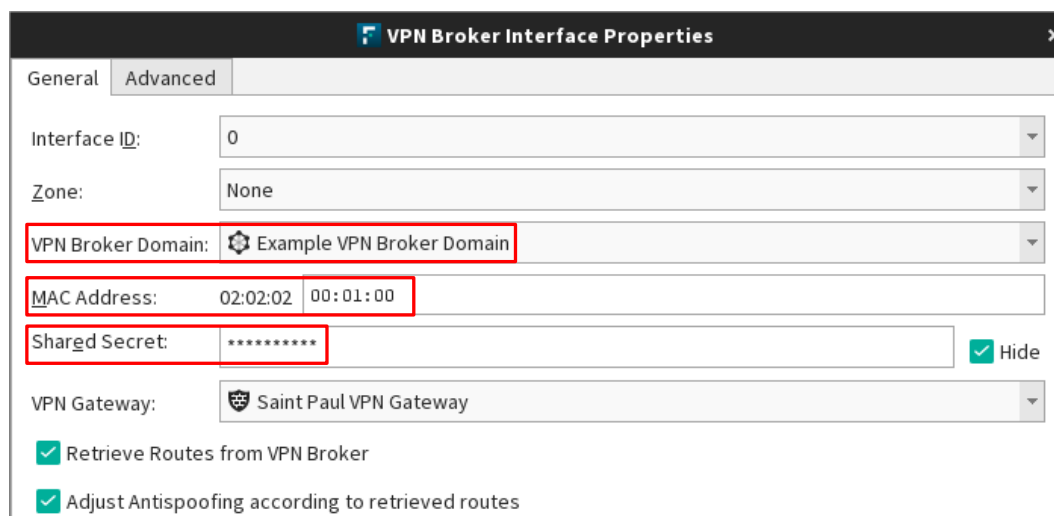 VPN Broker Interface Properties
General Advanced
Interface ID: 0
Zone: None
VPN Broker Domain: Example VPN Broker Domain
MAC Address: 02:02:02 00:01:00
Shared Secret: ********** Hide
VPN Gateway: Saint Paul VPN Gateway
Retrieve Routes from VPN Broker
Adjust Antispoofing according to retrieved routes